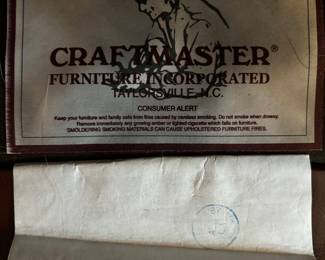 CRAFTMASTER®
FURNITURE INCORPORATED
TAYLORSVILLE, N.C.
CONSUMER ALERT
Keep your furniture and family safe from fires caused by careless smoking. Do not smoke when drowsy.
Remove immediately any glowing ember or lighted cigarette which falls on furniture.
SMOLDERING SMOKING MATERIALS CAN CAUSE UPHOLSTERED FURNITURE FIRES.